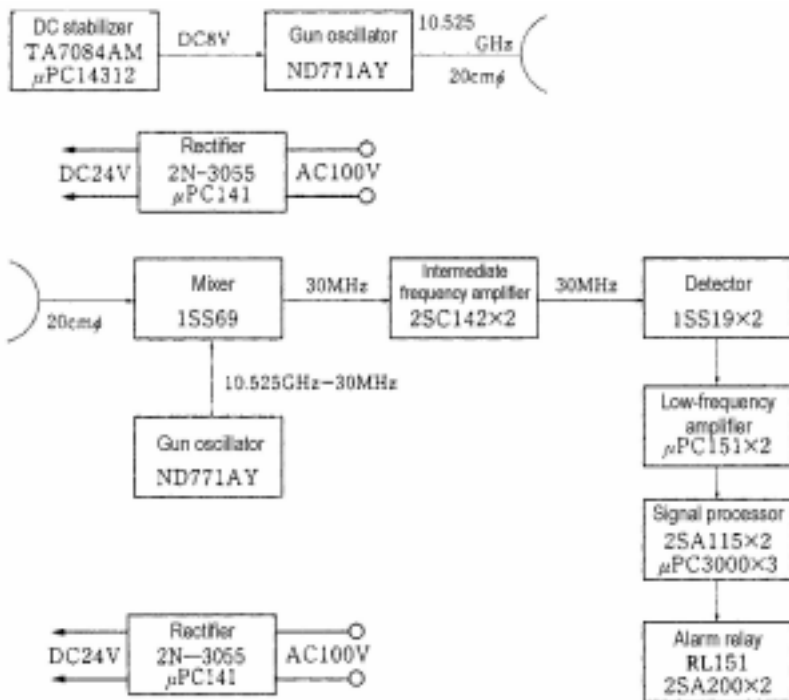 DC stabilizer
TA7084AM
μPC14312
DC8V
Gun oscillator
ND771AY
10.525
GHz
20cmϕ
Rectifier
2N-3055
μPC141
DC24V
AC100V
20cmϕ
Mixer
1SS69
30MHz
Intermediate
frequency amplifier
2SC142×2
30MHz
Detector
1SS19×2
10.525GHz-30MHz
Gun oscillator
ND771AY
Low-frequency
amplifier
μPC151×2
Signal processor
2SA115×2
μPC3000×3
Rectifier
2N-3055
μPC141
DC24V
AC100V
Alarm relay
RL151
2SA200×2